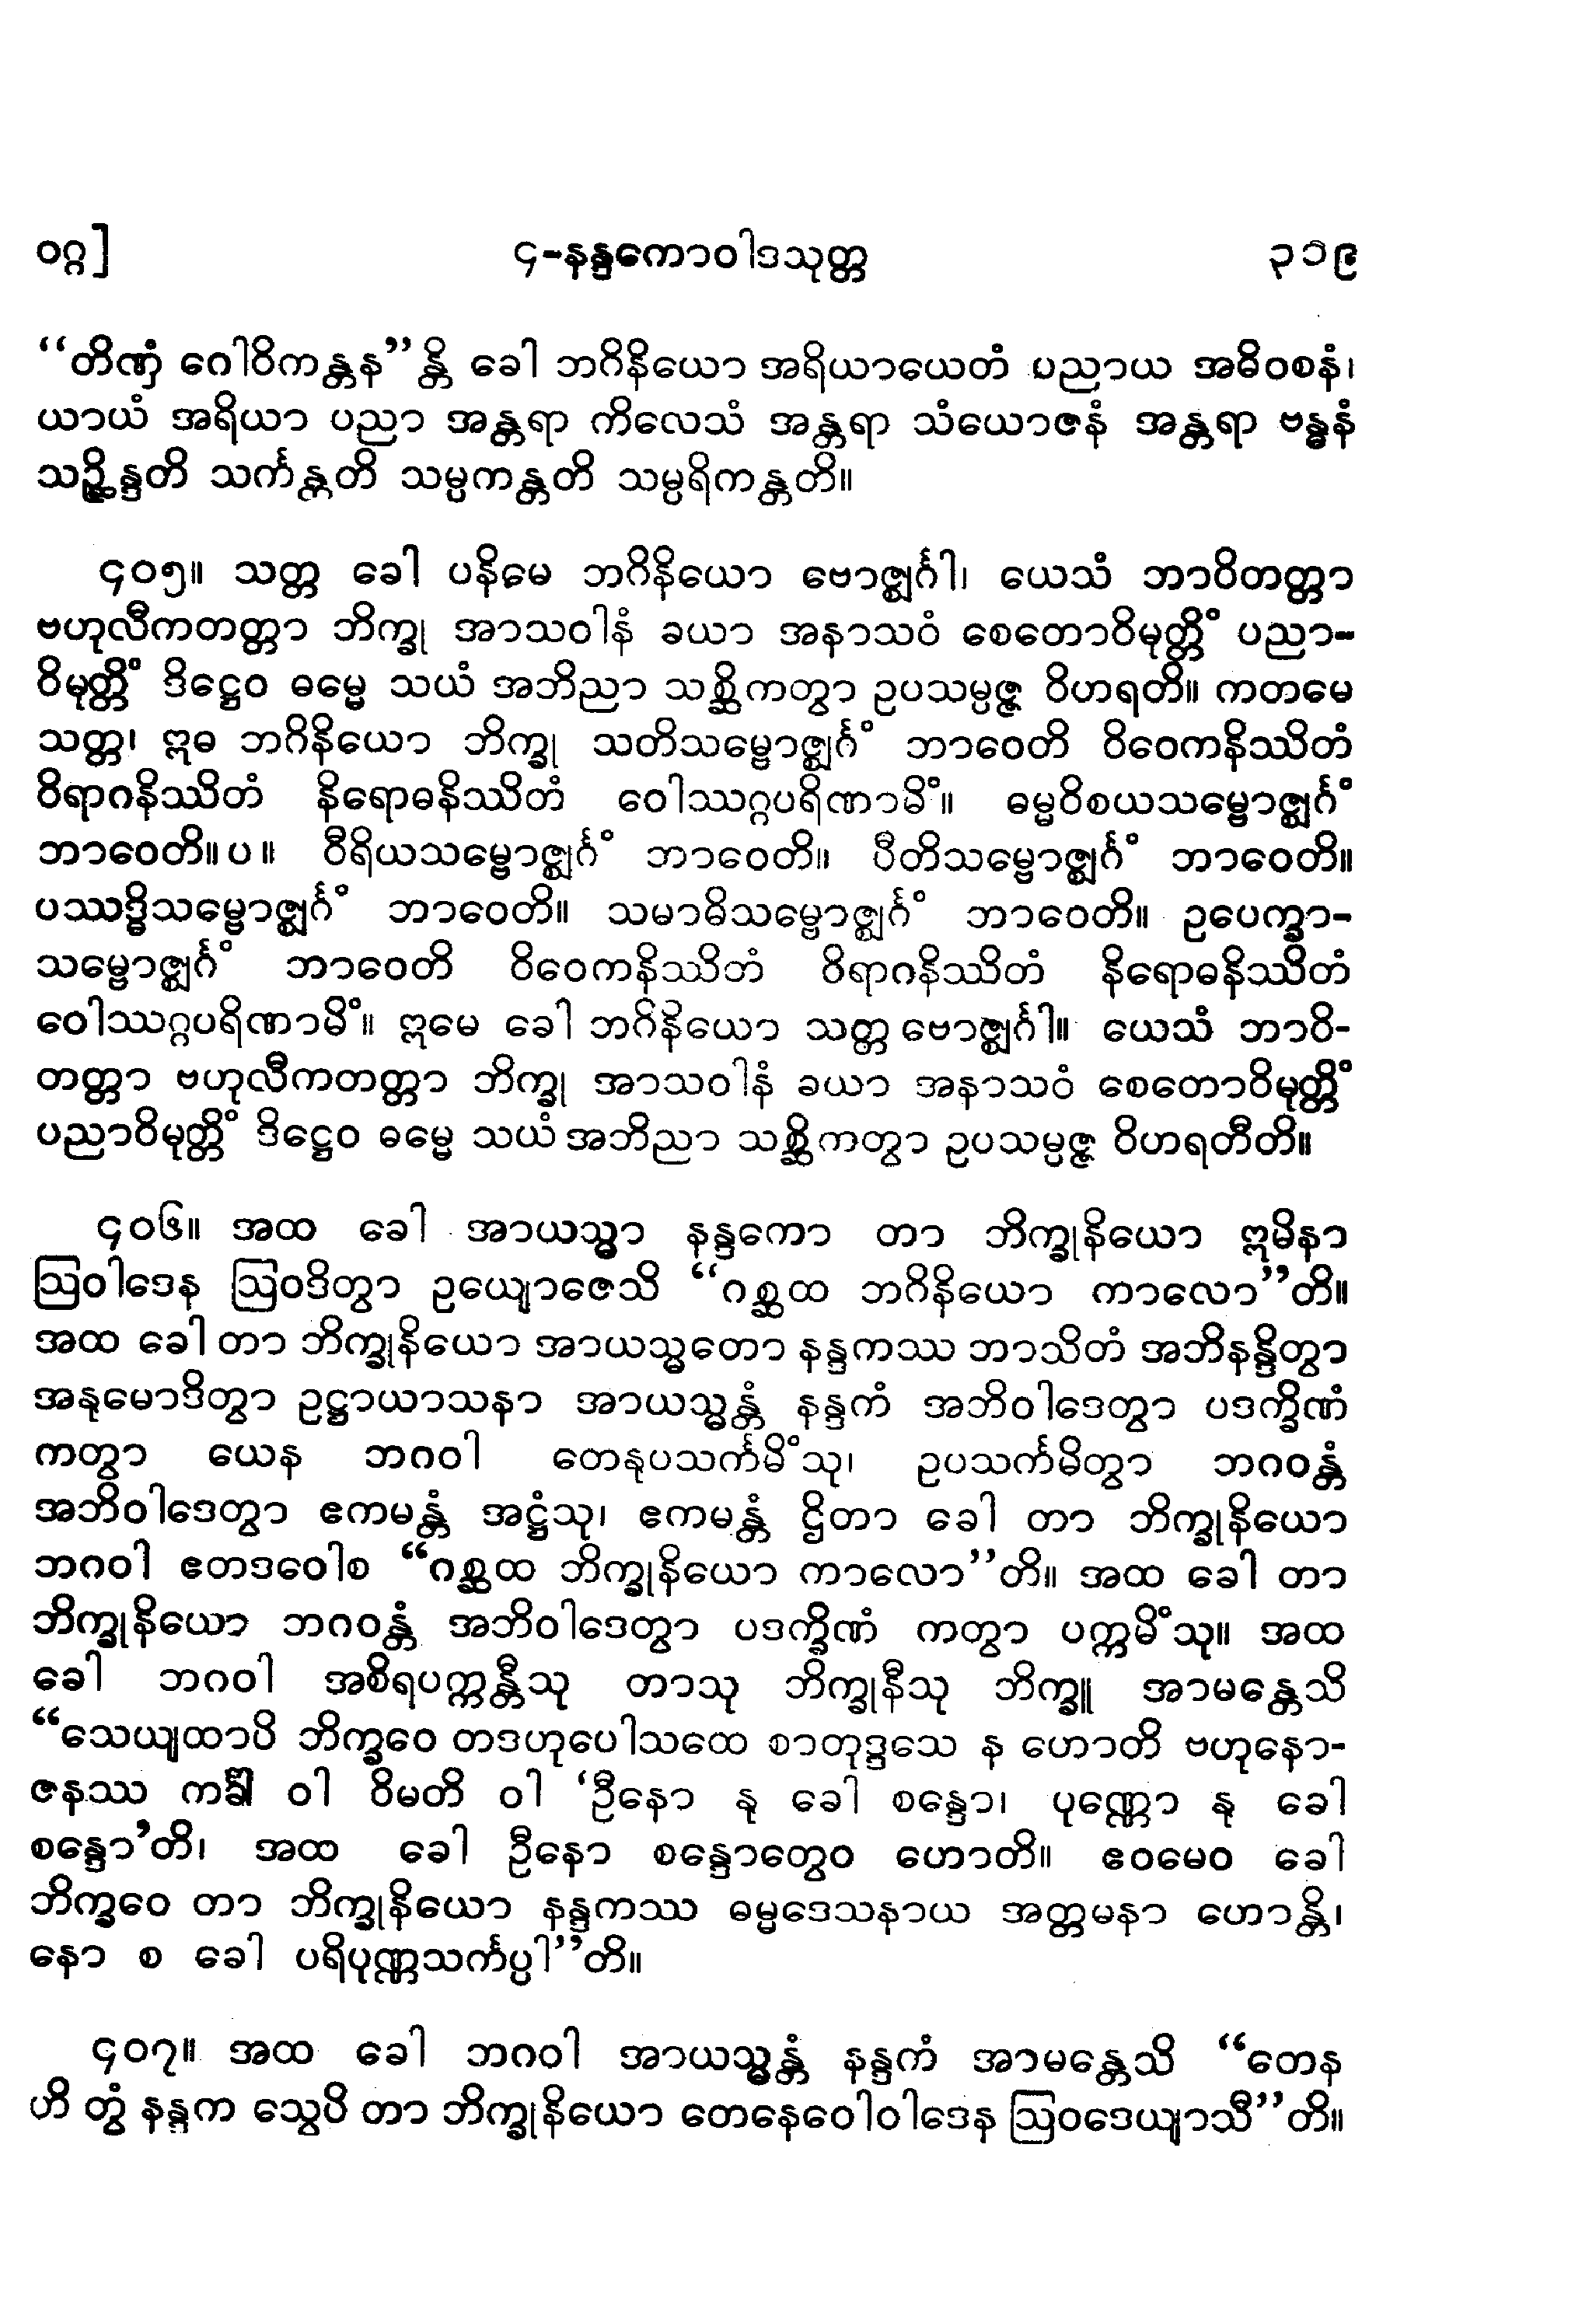 ဝဂ္ဂ] ၄-နန္ဒကောဝါဒသုတ္တ ၃၁၉
“တိဏှံ ဂေါဝိကန္တန”န္တိ ခေါ ဘဂိနိယော အရိယာယေတံ ပညာယ အဓိဝစနံ၊
ယာယံ အရိယာ ပညာ အန္တရာ ကိလေသံ အန္တရာ သံယောဇနံ အန္တရာ ဗန္ဓနံ
သဉ္ဆိန္ဒတိ သင်္ကန္တတိ သမ္ပကန္တတိ သမ္ပရိကန္တတိ။
၄၀၅။ သတ္တ ခေါ ပနိမေ ဘဂိနိယော ဗောဇ္ဈင်္ဂါ၊ ယေသံ ဘာဝိတတ္တာ
ဗဟုလီကတတ္တာ ဘိက္ခု အာသဝါနံ ခယာ အနာသဝံ စေတောဝိမုတ္တိံ ပညာ-
ဝိမုတ္တိံ ဒိဋ္ဌေဝ ဓမ္မေ သယံ အဘိညာ သစ္ဆိကတွာ ဥပသမ္ပဇ္ဇ ဝိဟရတိ။ ကတမေ
သတ္တ၊ ဣဓ ဘဂိနိယော ဘိက္ခု သတိသမ္ဗောဇ္ဈင်္ဂံ ဘာဝေတိ ဝိဝေကနိဿိတံ
ဝိရာဂနိဿိတံ နိရောဓနိဿိတံ ဝေါဿဂ္ဂပရိဏာမိံ။ ဓမ္မဝိစယသမ္ဗောဇ္ဈင်္ဂံ
ဘာဝေတိ။ပ။ ဝီရိယသမ္ဗောဇ္ဈင်္ဂံ ဘာဝေတိ။ ပီတိသမ္ဗောဇ္ဈင်္ဂံ ဘာဝေတိ။
ပဿဒ္ဓိသမ္ဗောဇ္ဈင်္ဂံ ဘာဝေတိ။ သမာဓိသမ္ဗောဇ္ဈင်္ဂံ ဘာဝေတိ။ ဥပေက္ခာ-
သမ္ဗောဇ္ဈင်္ဂံ ဘာဝေတိ ဝိဝေကနိဿိတံ ဝိရာဂနိဿိတံ နိရောဓနိဿိတံ
ဝေါဿဂ္ဂပရိဏာမိံ။ ဣမေ ခေါ ဘဂိနိယော သတ္တ ဗောဇ္ဈင်္ဂါ။ ယေသံ ဘာဝိ-
တတ္တာ ဗဟုလီကတတ္တာ ဘိက္ခု အာသဝါနံ ခယာ အနာသဝံ စေတောဝိမုတ္တိံ
ပညာဝိမုတ္တိံ ဒိဋ္ဌေဝ ဓမ္မေ သယံ အဘိညာ သစ္ဆိကတွာ ဥပသမ္ပဇ္ဇ ဝိဟရတီတိ။
၄၀၆။ အထ ခေါ အာယသ္မာ နန္ဒကော တာ ဘိက္ခုနိယော ဣမိနာ
ဩဝါဒေန ဩဝဒိတွာ ဥယျောဇေသိ “ဂစ္ဆထ ဘဂိနိယော ကာလော”တိ။
အထ ခေါ တာ ဘိက္ခုနိယော အာယသ္မတော နန္ဒကဿ ဘာသိတံ အဘိနန္ဒိတွာ
အနုမောဒိတွာ ဥဋ္ဌာယာသနာ အာယသ္မန္တံ နန္ဒကံ အဘိဝါဒေတွာ ပဒက္ခိဏံ
ကတွာ ယေန ဘဂဝါ တေနုပသင်္ကမိံသု၊ ဥပသင်္ကမိတွာ ဘဂဝန္တံ
အဘိဝါဒေတွာ ဧကမန္တံ အဋ္ဌံသု၊ ဧကမန္တံ ဌိတာ ခေါ တာ ဘိက္ခုနိယော
ဘဂဝါ ဧတဒဝေါစ “ဂစ္ဆထ ဘိက္ခုနိယော ကာလော”တိ။ အထ ခေါ တာ
ဘိက္ခုနိယော ဘဂဝန္တံ အဘိဝါဒေတွာ ပဒက္ခိဏံ ကတွာ ပက္ကမိံသု။ အထ
ခေါ ဘဂဝါ အစိရပက္ကန္တီသု တာသု ဘိက္ခုနီသု ဘိက္ခူ အာမန္တေသိ
“သေယျထာပိ ဘိက္ခဝေ တဒဟုပေါသထေ စာတုဒ္ဒသေ န ဟောတိ ဗဟုနော-
ဇနဿ ကင်္ခါ ဝါ ဝိမတိ ဝါ ‘ဦနော နု ခေါ စန္ဒော၊ ပုဏ္ဏော နု ခေါ
စန္ဒော’တိ၊ အထ ခေါ ဦနော စန္ဒောတွေဝ ဟောတိ။ ဧဝမေဝ ခေါ
ဘိက္ခဝေ တာ ဘိက္ခုနိယော နန္ဒကဿ ဓမ္မဒေသနာယ အတ္တမနာ ဟောန္တိ၊
နော စ ခေါ ပရိပုဏ္ဏသင်္ကပ္ပါ”တိ။
၄၀၇။ အထ ခေါ ဘဂဝါ အာယသ္မန္တံ နန္ဒကံ အာမန္တေသိ “တေန
ဟိ တွံ နန္ဒက သွေပိ တာ ဘိက္ခုနိယော တေနေဝေါဝါဒေန ဩဝဒေယျာသီ”တိ။